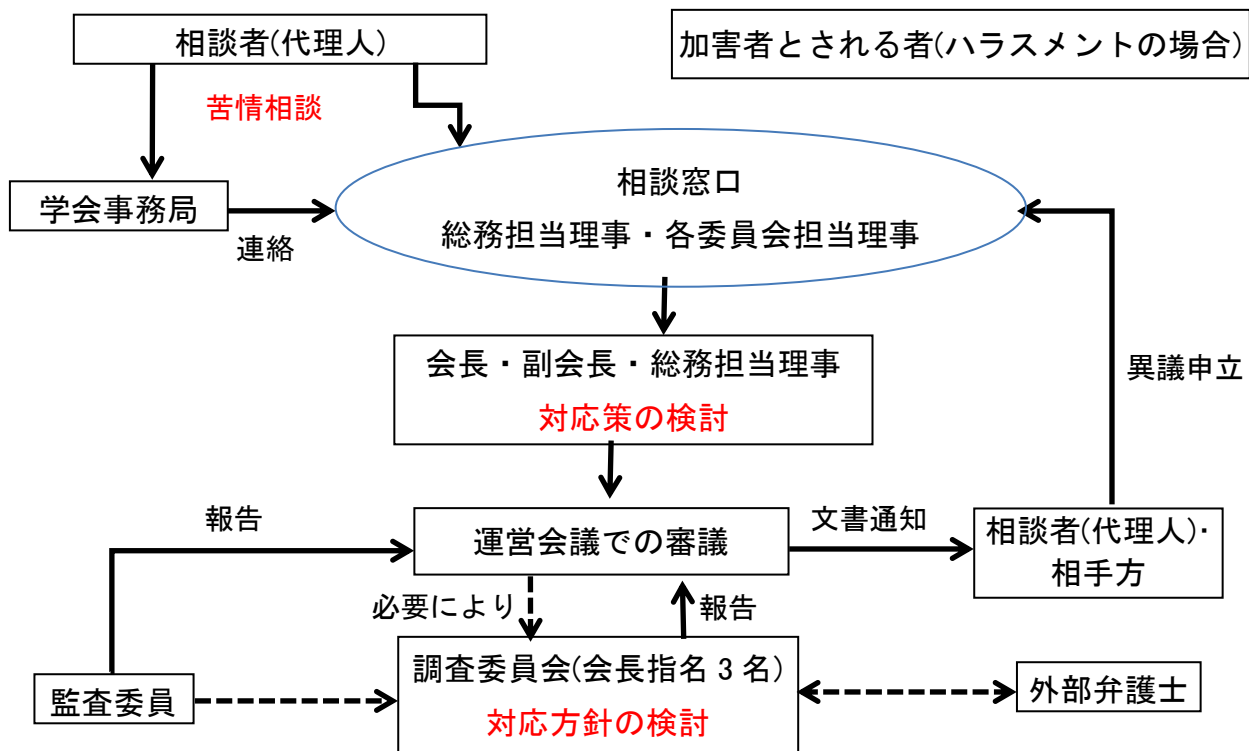 相談者(代理人)
加害者とされる者(ハラスメントの場合)
苦情相談
相談窓口
学会事務局
総務担当理事・各委員会担当理事
連絡
会長・副会長・総務担当理事
異議申立
対応策の検討
報告
文書通知
運営会議での審議
相談者(代理人)・
相手方
必要により
報告
調査委員会(会長指名 3 名)
監査委員
外部弁護士
対応方針の検討